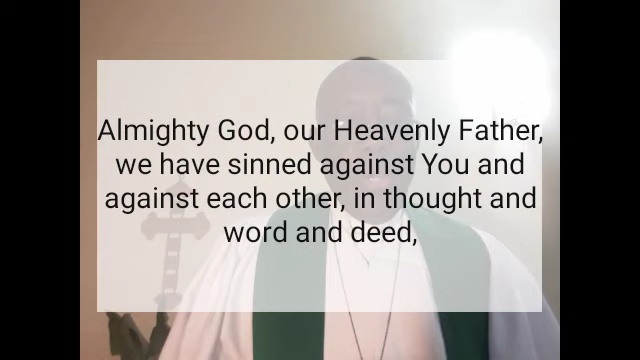 Almighty God, our Heavenly Father,
we have sinned against You and
against each other, in thought and
word and deed,